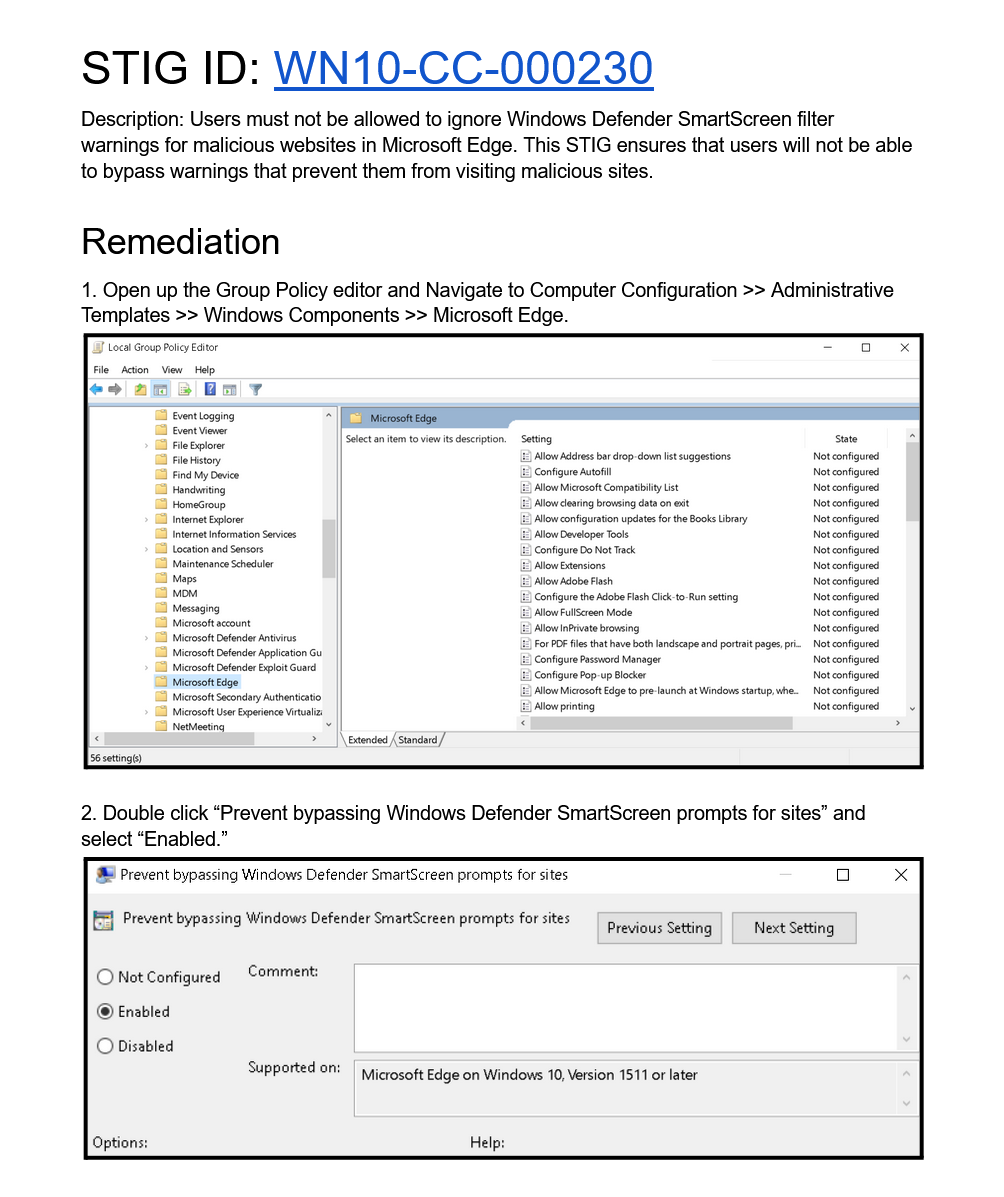 STIG ID: WN10-CC-000230
Description: Users must not be allowed to ignore Windows Defender SmartScreen filter
warnings for malicious websites in Microsoft Edge. This STIG ensures that users will not be able
to bypass warnings that prevent them from visiting malicious sites.
Remediation
1. Open up the Group Policy editor and Navigate to Computer Configuration >> Administrative
Templates >> Windows Components >> Microsoft Edge.
Local Group Policy Editor
File Action View Help
Event Logging
Event Viewer
File Explorer
File History
Find My Device
Handwriting
HomeGroup
Internet Explorer
Internet Information Services
Location and Sensors
Maintenance Scheduler
Maps
MDM
Messaging
Microsoft account
Microsoft Defender Antivirus
Microsoft Defender Application Gu
Microsoft Defender Exploit Guard
Microsoft Edge
Microsoft Secondary Authenticatio
Microsoft User Experience Virtualiz
NetMeeting
Microsoft Edge
Select an item to view its description.
Setting State
Allow Address bar drop-down list suggestions Not configured
Configure Autofill Not configured
Allow Microsoft Compatibility List Not configured
Allow clearing browsing data on exit Not configured
Allow configuration updates for the Books Library Not configured
Allow Developer Tools Not configured
Configure Do Not Track Not configured
Allow Extensions Not configured
Allow Adobe Flash Not configured
Configure the Adobe Flash Click-to-Run setting Not configured
Allow FullScreen Mode Not configured
Allow InPrivate browsing Not configured
For PDF files that have both landscape and portrait pages, pri... Not configured
Configure Password Manager Not configured
Configure Pop-up Blocker Not configured
Allow Microsoft Edge to pre-launch at Windows startup, whe... Not configured
Allow printing Not configured
Extended Standard
56 setting(s)
2. Double click “Prevent bypassing Windows Defender SmartScreen prompts for sites” and
select “Enabled.”
Prevent bypassing Windows Defender SmartScreen prompts for sites
Prevent bypassing Windows Defender SmartScreen prompts for sites
Previous Setting Next Setting
Not Configured
Enabled
Disabled
Comment:
Supported on: Microsoft Edge on Windows 10, Version 1511 or later
Options: Help: